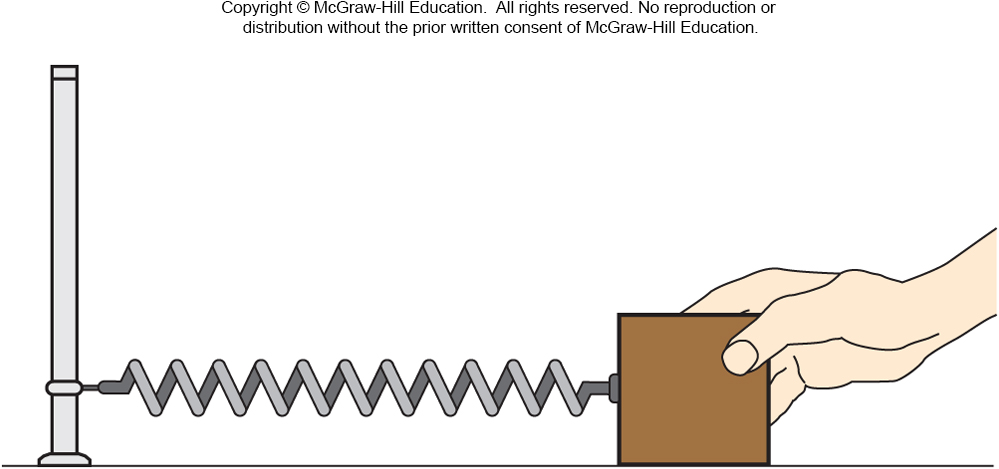 Copyright © McGraw-Hill Education.  All rights reserved. No reproduction or
distribution without the prior written consent of McGraw-Hill Education.